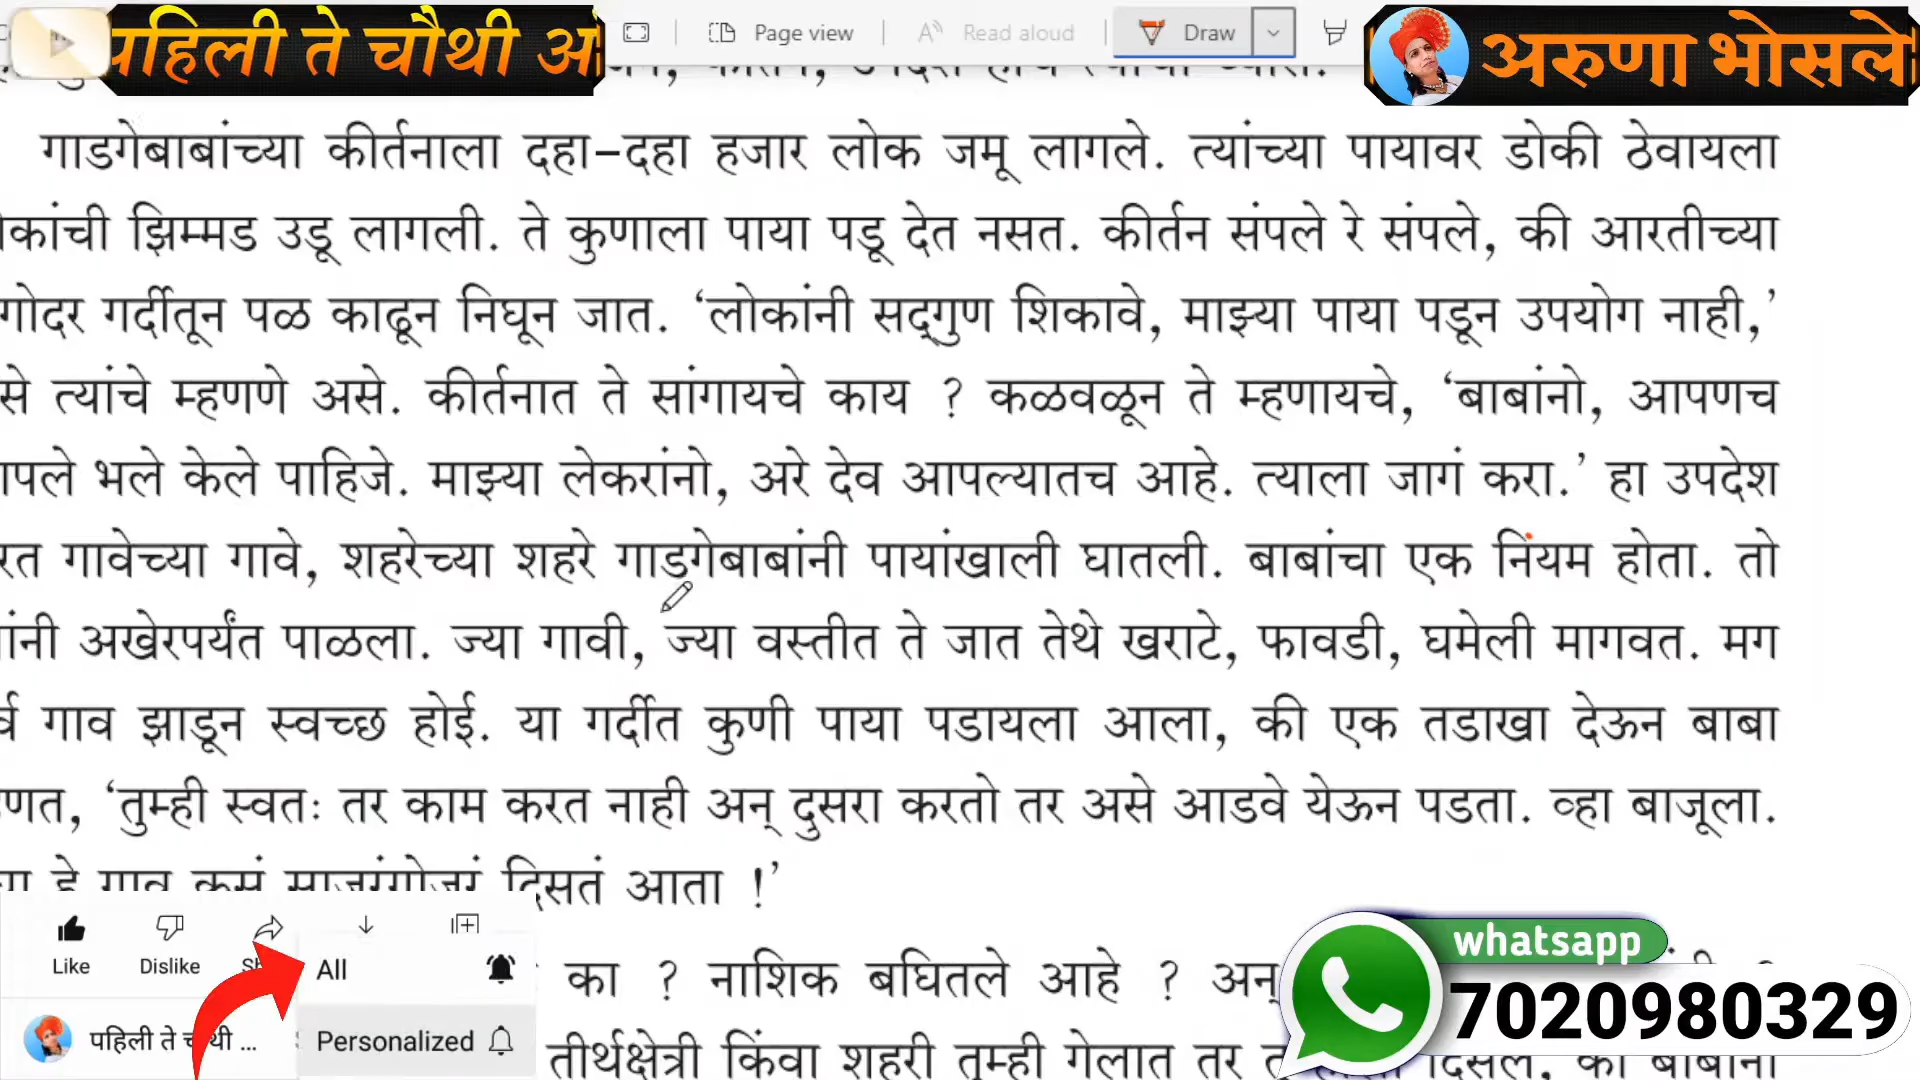 पहिली ते चौथी
Page view
Read aloud
Draw
अरुणा भोसले
गाडगेबाबांच्या कीर्तनाला दहा-दहा हजार लोक जमू लागले. त्यांच्या पायावर डोकी ठेवायला
कांची झिम्मड उडू लागली. ते कुणाला पाया पडू देत नसत. कीर्तन संपले रे संपले, की आरतीच्या
गोदर गर्दीतून पळ काढून निघून जात. ‘लोकांनी सद्गुण शिकावे, माझ्या पाया पडून उपयोग नाही,’
से त्यांचे म्हणणे असे. कीर्तनात ते सांगायचे काय ? कळवळून ते म्हणायचे, ‘बाबांनो, आपणच
पले भले केले पाहिजे. माझ्या लेकरांनो, अरे देव आपल्यातच आहे. त्याला जागं करा.’ हा उपदेश
रत गावेच्या गावे, शहरेच्या शहरे गाडगेबाबांनी पायांखाली घातली. बाबांचा एक नियम होता. तो
ांनी अखेरपर्यंत पाळला. ज्या गावी, ज्या वस्तीत ते जात तेथे खराटे, फावडी, घमेली मागवत. मग
र्व गाव झाडून स्वच्छ होई. या गर्दीत कुणी पाया पडायला आला, की एक तडाखा देऊन बाबा
णत, ‘तुम्ही स्वतः तर काम करत नाही अन् दुसरा करतो तर असे आडवे येऊन पडता. व्हा बाजूला.
हे गाव कसं साजरंगोजरं दिसतं आता !’
Like
Dislike
All
का ? नाशिक बघितले आहे ? अन्
whatsapp
7020980329
पहिली ते चौथी ...
Personalized
तीर्थक्षेत्री किंवा शहरी तुम्ही गेलात तर